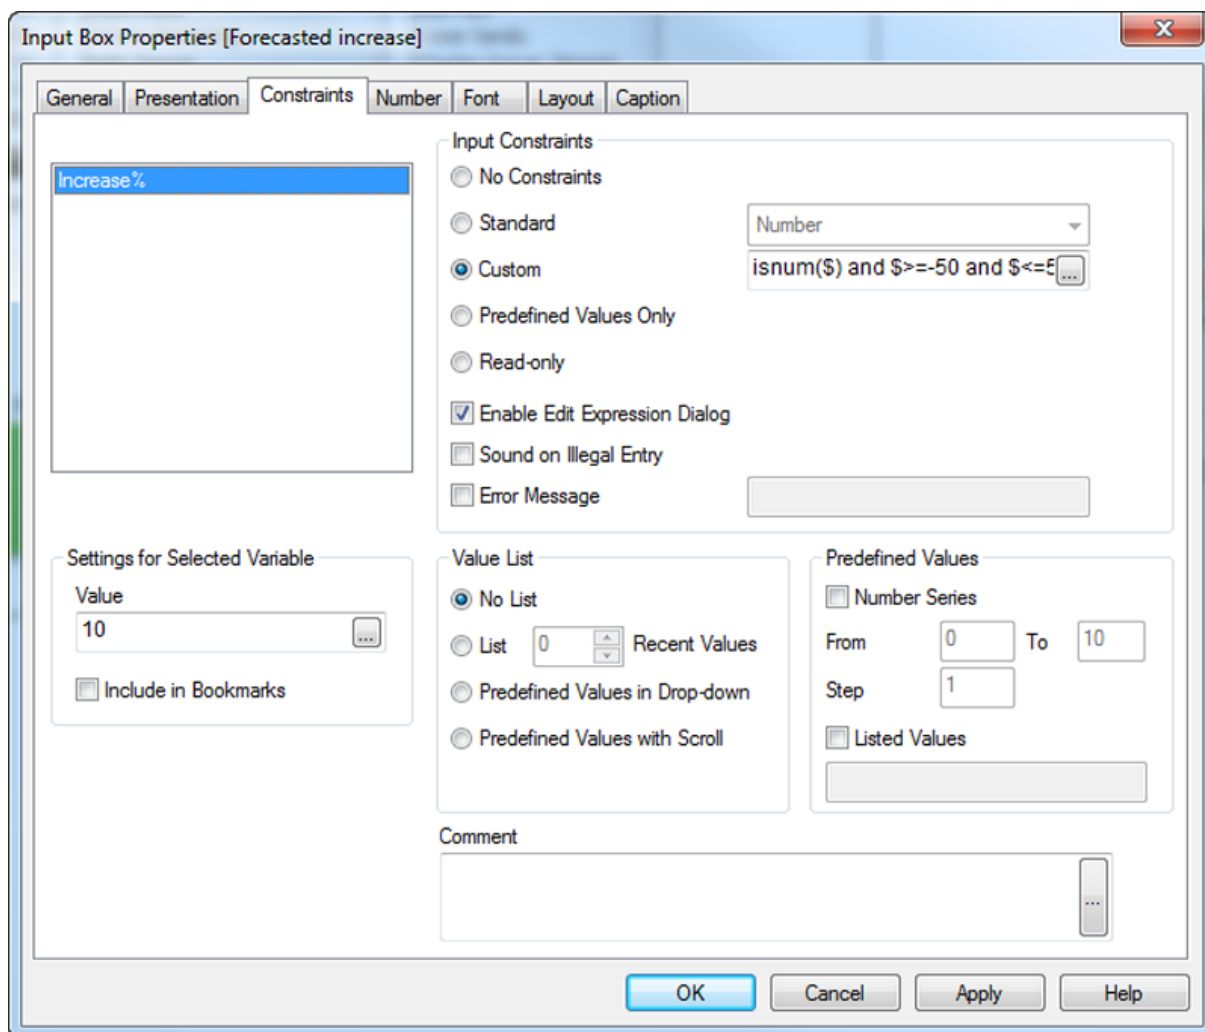 Input Box Properties [Forecasted increase]
General Presentation Constraints Number Font Layout Caption
Increase%
Input Constraints
No Constraints
Standard Number
Custom isnum($) and $>=-50 and $<=5 ...
Predefined Values Only
Read-only
Enable Edit Expression Dialog
Sound on Illegal Entry
Error Message
Settings for Selected Variable
Value
10 ...
Include in Bookmarks
Value List
No List
List 0 Recent Values
Predefined Values in Drop-down
Predefined Values with Scroll
Predefined Values
Number Series
From 0 To 10
Step 1
Listed Values
Comment
...
OK Cancel Apply Help